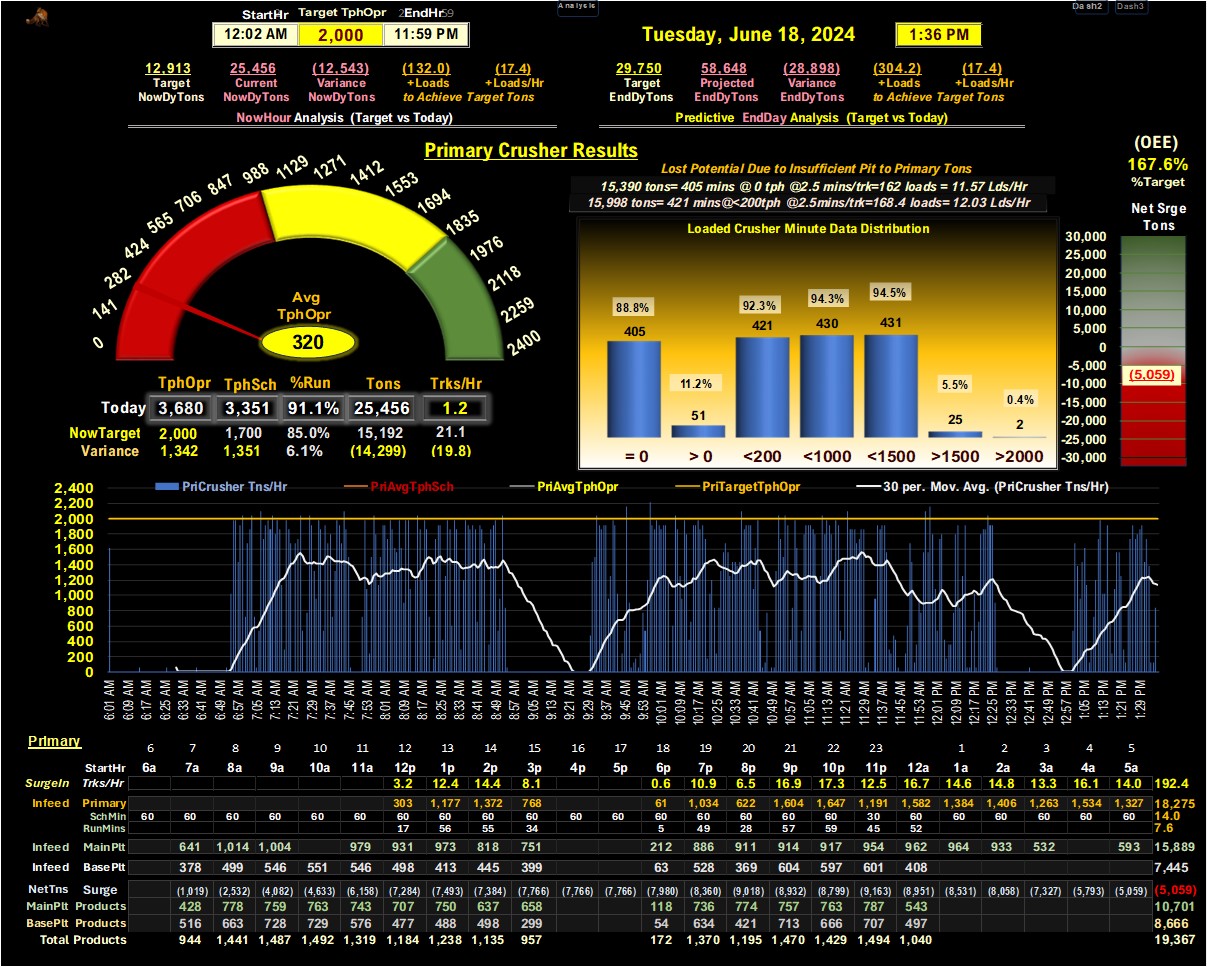 Analysis
Dash2 Dash3
StartHr Target TphOpr EndHr
12:02 AM 2,000 11:59 PM
Tuesday, June 18, 2024 1:36 PM
12,913 25,456 (12,543) (132.0) (17.4)
Target Current Variance +Loads +Loads/Hr
NowDyTons NowDyTons NowDyTons to Achieve Target Tons
NowHour Analysis (Target vs Today)
29,750 58,648 (28,898) (304.2) (17.4)
Target Projected Variance +Loads +Loads/Hr
EndDyTons EndDyTons EndDyTons to Achieve Target Tons
Predictive EndDay Analysis (Target vs Today)
Primary Crusher Results
0 141 282 424 565 706 847 988 1129 1271 1412 1553 1694 1835 1976 2118 2259 2400
Avg
TphOpr
320
TphOpr TphSch %Run Tons Trks/Hr
Today 3,680 3,351 91.1% 25,456 1.2
NowTarget 2,000 1,700 85.0% 15,192 21.1
Variance 1,342 1,351 6.1% (14,299) (19.8)
Lost Potential Due to Insufficient Pit to Primary Tons
15,390 tons= 405 mins @ 0 tph @2.5 mins/trk=162 loads = 11.57 Lds/Hr
15,998 tons= 421 mins@<200tph @2.5mins/trk=168.4 loads= 12.03 Lds/Hr
Loaded Crusher Minute Data Distribution
88.8% 11.2% 92.3% 94.3% 94.5% 5.5% 0.4%
405 51 421 430 431 25 2
= 0 > 0 <200 <1000 <1500 >1500 >2000
(OEE)
167.6%
%Target
Net Srge
Tons
30,000
25,000
20,000
15,000
10,000
5,000
0
-5,000
(5,059)
-10,000
-15,000
-20,000
-25,000
-30,000
PriCrusher Tns/Hr PriAvgTphSch PriAvgTphOpr PriTargetTphOpr 30 per. Mov. Avg. (PriCrusher Tns/Hr)
2,400
2,200
2,000
1,800
1,600
1,400
1,200
1,000
800
600
400
200
0
6:01 AM 6:09 AM 6:17 AM 6:25 AM 6:33 AM 6:41 AM 6:49 AM 6:57 AM 7:05 AM 7:13 AM 7:21 AM 7:29 AM 7:37 AM 7:45 AM 7:53 AM 8:01 AM 8:09 AM 8:17 AM 8:25 AM 8:33 AM 8:41 AM 8:49 AM 8:57 AM 9:05 AM 9:13 AM 9:21 AM 9:29 AM 9:37 AM 9:45 AM 9:53 AM 10:01 AM 10:09 AM 10:17 AM 10:25 AM 10:33 AM 10:41 AM 10:49 AM 10:57 AM 11:05 AM 11:13 AM 11:21 AM 11:29 AM 11:37 AM 11:45 AM 11:53 AM 12:01 PM 12:09 PM 12:17 PM 12:25 PM 12:33 PM 12:41 PM 12:49 PM 12:57 PM 1:05 PM 1:13 PM 1:21 PM 1:29 PM
Primary
6 7 8 9 10 11 12 13 14 15 16 17 18 19 20 21 22 23 1 2 3 4 5
StartHr 6a 7a 8a 9a 10a 11a 12p 1p 2p 3p 4p 5p 6p 7p 8p 9p 10p 11p 12a 1a 2a 3a 4a 5a
SurgeIn Trks/Hr 3.2 12.4 14.4 8.1 0.6 10.9 6.5 16.9 17.3 12.5 16.7 14.6 14.8 13.3 16.1 14.0 192.4
Infeed Primary 303 1,177 1,372 768 61 1,034 622 1,604 1,647 1,191 1,582 1,384 1,406 1,263 1,534 1,327 18,275
SchMin 60 60 60 60 60 60 60 60 60 60 60 60 60 60 60 60 60 30 60 60 60 60 60 60 14.0
RunMins 17 56 55 34 5 49 28 57 59 45 52 7.6
Infeed MainPlt 641 1,014 1,004 979 931 973 818 751 212 886 911 914 917 954 962 964 933 532 593 15,889
Infeed BasePlt 378 499 546 551 546 498 413 445 399 63 528 369 604 597 601 408 7,445
NetTns Surge (1,019) (2,532) (4,082) (4,633) (6,158) (7,284) (7,493) (7,384) (7,766) (7,766) (7,766) (7,980) (8,360) (9,018) (8,932) (8,799) (9,163) (8,951) (8,531) (8,058) (7,327) (5,793) (5,059) (5,059)
MainPlt Products 428 778 759 763 743 707 750 637 658 118 736 774 757 763 787 543 10,701
BasePlt Products 516 663 728 729 576 477 488 498 299 54 634 421 713 666 707 497 8,666
Total Products 944 1,441 1,487 1,492 1,319 1,184 1,238 1,135 957 172 1,370 1,195 1,470 1,429 1,494 1,040 19,367